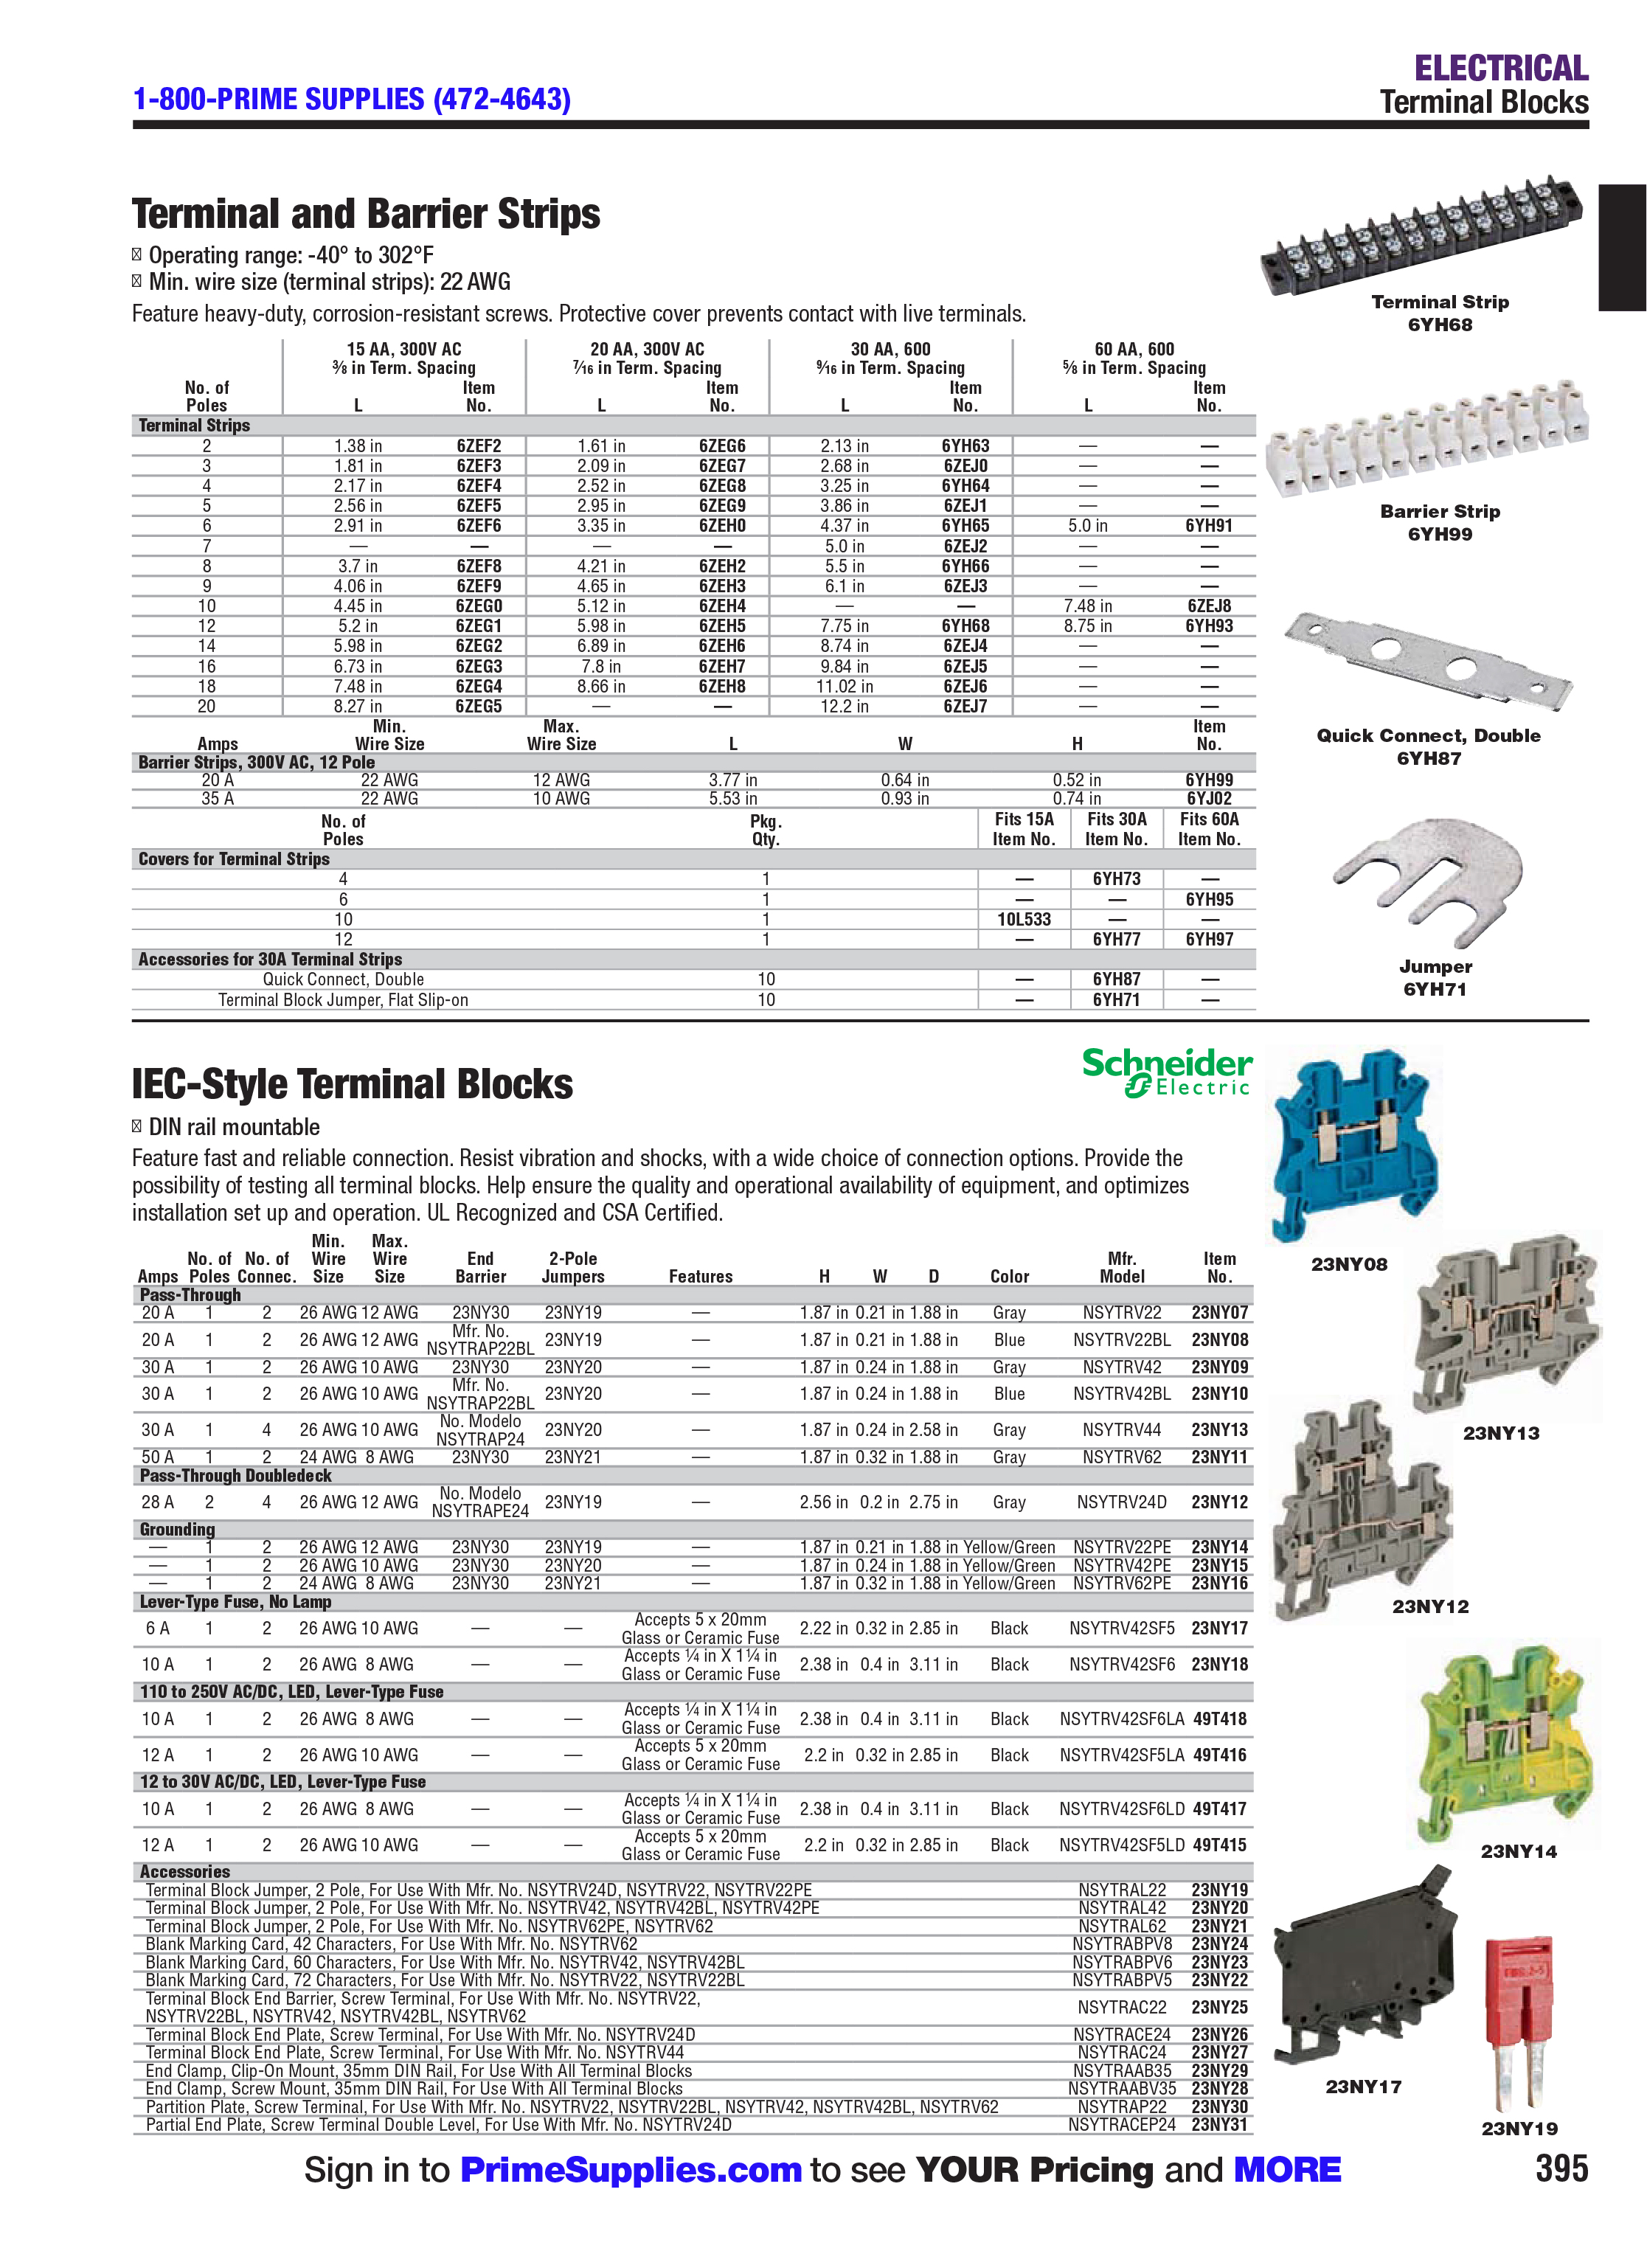 ELECTRICAL
1-800-PRIME SUPPLIES (472-4643)
Terminal Blocks
Terminal and Barrier Strips
Operating range: -40° to 302°F
Min. wire size (terminal strips): 22 AWG
Feature heavy-duty, corrosion-resistant screws. Protective cover prevents contact with live terminals.
15 AA, 300V AC 20 AA, 300V AC 30 AA, 600 60 AA, 600
⅜ in Term. Spacing 7⁄16 in Term. Spacing 9⁄16 in Term. Spacing ⅝ in Term. Spacing
No. of Item Item Item Item
Poles L No. L No. L No. L No.
Terminal Strips
2 1.38 in 6ZEF2 1.61 in 6ZEG6 2.13 in 6YH63 — —
3 1.81 in 6ZEF3 2.09 in 6ZEG7 2.68 in 6ZEJ0 — —
4 2.17 in 6ZEF4 2.52 in 6ZEG8 3.25 in 6YH64 — —
5 2.56 in 6ZEF5 2.95 in 6ZEG9 3.86 in 6ZEJ1 — —
6 2.91 in 6ZEF6 3.35 in 6ZEH0 4.37 in 6YH65 5.0 in 6YH91
7 — — — — 5.0 in 6ZEJ2 — —
8 3.7 in 6ZEF8 4.21 in 6ZEH2 5.5 in 6YH66 — —
9 4.06 in 6ZEF9 4.65 in 6ZEH3 6.1 in 6ZEJ3 — —
10 4.45 in 6ZEG0 5.12 in 6ZEH4 — — 7.48 in 6ZEJ8
12 5.2 in 6ZEG1 5.98 in 6ZEH5 7.75 in 6YH68 8.75 in 6YH93
14 5.98 in 6ZEG2 6.89 in 6ZEH6 8.74 in 6ZEJ4 — —
16 6.73 in 6ZEG3 7.8 in 6ZEH7 9.84 in 6ZEJ5 — —
18 7.48 in 6ZEG4 8.66 in 6ZEH8 11.02 in 6ZEJ6 — —
20 8.27 in 6ZEG5 — — 12.2 in 6ZEJ7 — —
Min. Max. Item
Amps Wire Size Wire Size L W H No.
Barrier Strips, 300V AC, 12 Pole
20 A 22 AWG 12 AWG 3.77 in 0.64 in 0.52 in 6YH99
35 A 22 AWG 10 AWG 5.53 in 0.93 in 0.74 in 6YJ02
No. of Pkg. Fits 15A Fits 30A Fits 60A
Poles Qty. Item No. Item No. Item No.
Covers for Terminal Strips
4 1 — 6YH73 —
6 1 — — 6YH95
10 1 10L533 — —
12 1 — 6YH77 6YH97
Accessories for 30A Terminal Strips
Quick Connect, Double 10 — 6YH87 —
Terminal Block Jumper, Flat Slip-on 10 — 6YH71 —
Terminal Strip
6YH68
Barrier Strip
6YH99
Quick Connect, Double
6YH87
Jumper
6YH71
Schneider
Electric
IEC-Style Terminal Blocks
DIN rail mountable
Feature fast and reliable connection. Resist vibration and shocks, with a wide choice of connection options. Provide the
possibility of testing all terminal blocks. Help ensure the quality and operational availability of equipment, and optimizes
installation set up and operation. UL Recognized and CSA Certified.
Min. Max.
No. of No. of Wire Wire End 2-Pole Mfr. Item
Amps Poles Connec. Size Size Barrier Jumpers Features H W D Color Model No.
Pass-Through
20 A 1 2 26 AWG 12 AWG 23NY30 23NY19 — 1.87 in 0.21 in 1.88 in Gray NSYTRV22 23NY07
20 A 1 2 26 AWG 12 AWG Mfr. No. NSYTRAP22BL 23NY19 — 1.87 in 0.21 in 1.88 in Blue NSYTRV22BL 23NY08
30 A 1 2 26 AWG 10 AWG 23NY30 23NY20 — 1.87 in 0.24 in 1.88 in Gray NSYTRV42 23NY09
30 A 1 2 26 AWG 10 AWG Mfr. No. NSYTRAP22BL 23NY20 — 1.87 in 0.24 in 1.88 in Blue NSYTRV42BL 23NY10
30 A 1 4 26 AWG 10 AWG No. Modelo NSYTRAP24 23NY20 — 1.87 in 0.24 in 2.58 in Gray NSYTRV44 23NY13
50 A 1 2 24 AWG 8 AWG 23NY30 23NY21 — 1.87 in 0.32 in 1.88 in Gray NSYTRV62 23NY11
Pass-Through Doubledeck
28 A 2 4 26 AWG 12 AWG No. Modelo NSYTRAPE24 23NY19 — 2.56 in 0.2 in 2.75 in Gray NSYTRV24D 23NY12
Grounding
— 1 2 26 AWG 12 AWG 23NY30 23NY19 — 1.87 in 0.21 in 1.88 in Yellow/Green NSYTRV22PE 23NY14
— 1 2 26 AWG 10 AWG 23NY30 23NY20 — 1.87 in 0.24 in 1.88 in Yellow/Green NSYTRV42PE 23NY15
— 1 2 24 AWG 8 AWG 23NY30 23NY21 — 1.87 in 0.32 in 1.88 in Yellow/Green NSYTRV62PE 23NY16
Lever-Type Fuse, No Lamp
6 A 1 2 26 AWG 10 AWG — — Accepts 5 x 20mm Glass or Ceramic Fuse 2.22 in 0.32 in 2.85 in Black NSYTRV42SF5 23NY17
10 A 1 2 26 AWG 8 AWG — — Accepts ¼ in X 1¼ in Glass or Ceramic Fuse 2.38 in 0.4 in 3.11 in Black NSYTRV42SF6 23NY18
110 to 250V AC/DC, LED, Lever-Type Fuse
10 A 1 2 26 AWG 8 AWG — — Accepts ¼ in X 1¼ in Glass or Ceramic Fuse 2.38 in 0.4 in 3.11 in Black NSYTRV42SF6LA 49T418
12 A 1 2 26 AWG 10 AWG — — Accepts 5 x 20mm Glass or Ceramic Fuse 2.2 in 0.32 in 2.85 in Black NSYTRV42SF5LA 49T416
12 to 30V AC/DC, LED, Lever-Type Fuse
10 A 1 2 26 AWG 8 AWG — — Accepts ¼ in X 1¼ in Glass or Ceramic Fuse 2.38 in 0.4 in 3.11 in Black NSYTRV42SF6LD 49T417
12 A 1 2 26 AWG 10 AWG — — Accepts 5 x 20mm Glass or Ceramic Fuse 2.2 in 0.32 in 2.85 in Black NSYTRV42SF5LD 49T415
Accessories
Terminal Block Jumper, 2 Pole, For Use With Mfr. No. NSYTRV24D, NSYTRV22, NSYTRV22PE NSYTRAL22 23NY19
Terminal Block Jumper, 2 Pole, For Use With Mfr. No. NSYTRV42, NSYTRV42BL, NSYTRV42PE NSYTRAL42 23NY20
Terminal Block Jumper, 2 Pole, For Use With Mfr. No. NSYTRV62PE, NSYTRV62 NSYTRAL62 23NY21
Blank Marking Card, 42 Characters, For Use With Mfr. No. NSYTRV62 NSYTRABPV8 23NY24
Blank Marking Card, 60 Characters, For Use With Mfr. No. NSYTRV42, NSYTRV42BL NSYTRABPV6 23NY23
Blank Marking Card, 72 Characters, For Use With Mfr. No. NSYTRV22, NSYTRV22BL NSYTRABPV5 23NY22
Terminal Block End Barrier, Screw Terminal, For Use With Mfr. No. NSYTRV22,
NSYTRV22BL, NSYTRV42, NSYTRV42BL, NSYTRV62 NSYTRAC22 23NY25
Terminal Block End Plate, Screw Terminal, For Use With Mfr. No. NSYTRV24D NSYTRACE24 23NY26
Terminal Block End Plate, Screw Terminal, For Use With Mfr. No. NSYTRV44 NSYTRAC24 23NY27
End Clamp, Clip-On Mount, 35mm DIN Rail, For Use With All Terminal Blocks NSYTRAAB35 23NY29
End Clamp, Screw Mount, 35mm DIN Rail, For Use With All Terminal Blocks NSYTRAABV35 23NY28
Partition Plate, Screw Terminal, For Use With Mfr. No. NSYTRV22, NSYTRV22BL, NSYTRV42, NSYTRV42BL, NSYTRV62 NSYTRAP22 23NY30
Partial End Plate, Screw Terminal Double Level, For Use With Mfr. No. NSYTRV24D NSYTRACEP24 23NY31
23NY08
23NY13
23NY12
23NY14
23NY17
23NY19
Sign in to PrimeSupplies.com to see YOUR Pricing and MORE
395